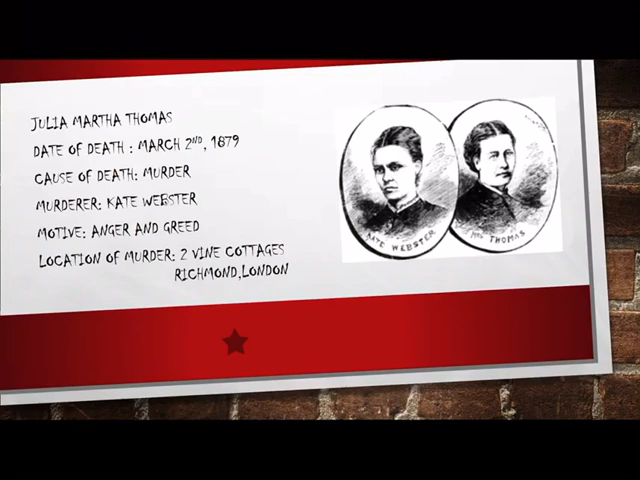 JULIA MARTHA THOMAS
DATE OF DEATH : MARCH 2ND, 1879
CAUSE OF DEATH: MURDER
MURDERER: KATE WEBSTER
MOTIVE: ANGER AND GREED
LOCATION OF MURDER: 2 VINE COTTAGES
RICHMOND,LONDON
KATE WEBSTER
MRS THOMAS